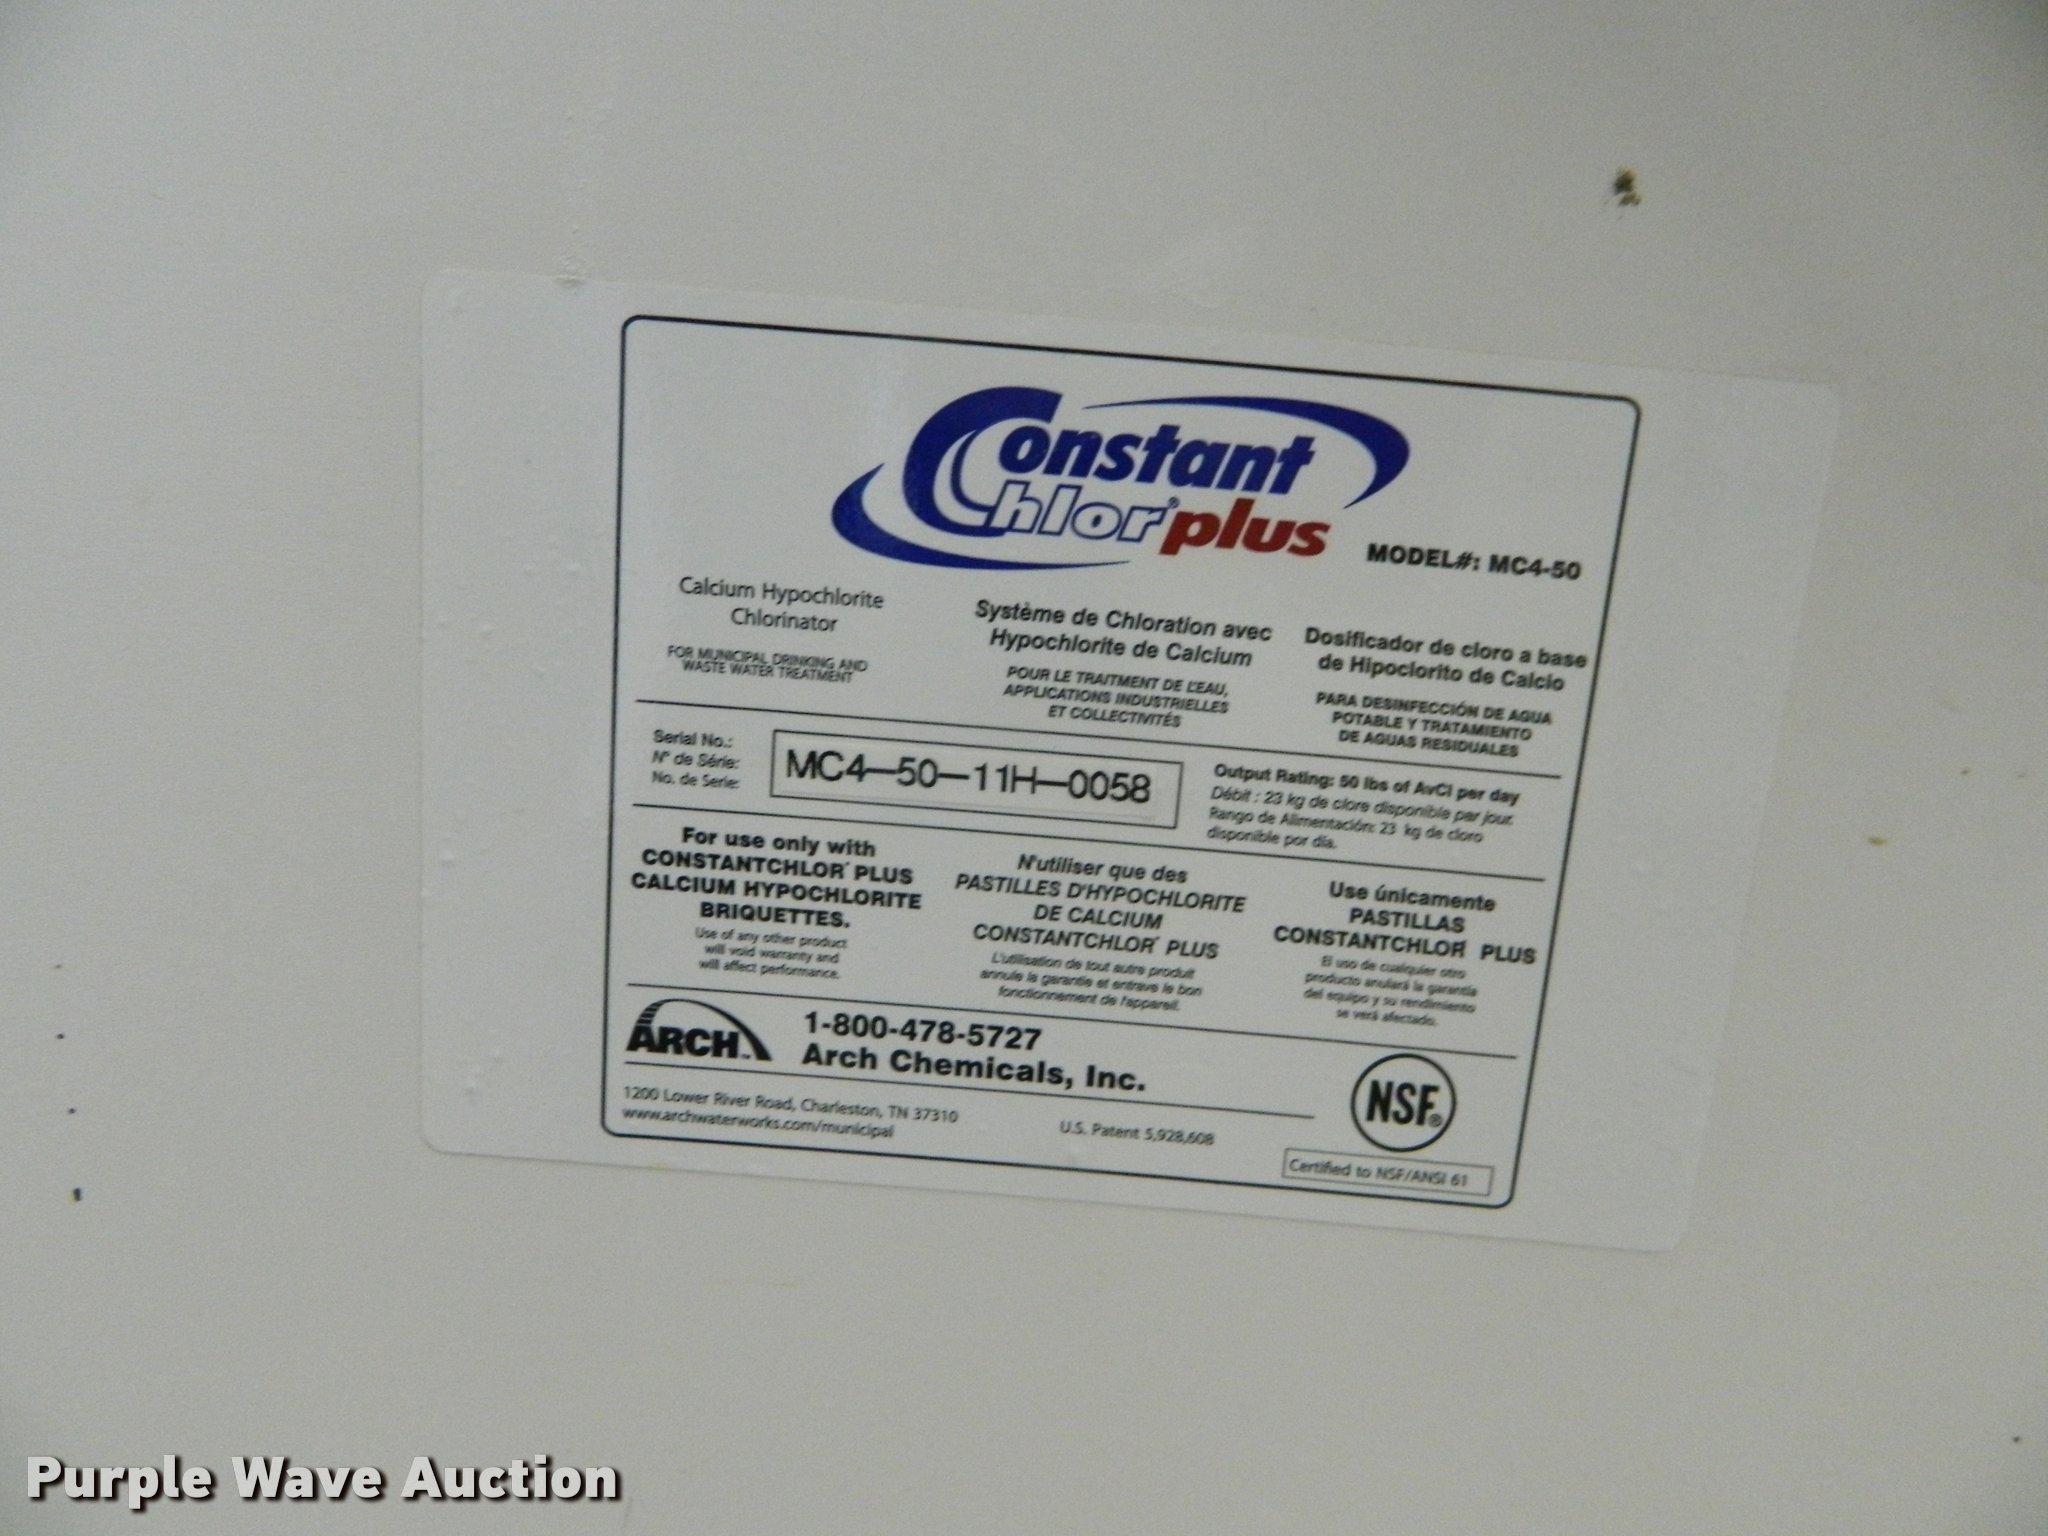 Constant
Chlor® plus
MODEL#: MC4-50
Calcium Hypochlorite
Chlorinator
FOR MUNICIPAL DRINKING AND
WASTE WATER TREATMENT
Système de Chloration avec
Hypochlorite de Calcium
POUR LE TRAITMENT DE L'EAU,
APPLICATIONS INDUSTRIELLES
ET COLLECTIVITÉS
Dosificador de cloro a base
de Hipoclorito de Calcio
PARA DESINFECCIÓN DE AGUA
POTABLE Y TRATAMIENTO
DE AGUAS RESIDUALES
Serial No.:
N° de Série:
No. de Serie:
MC4-50-11H-0058
Output Rating: 50 lbs of AvCl per day
Débit : 23 kg de clore disponible par jour.
Rango de Alimentación: 23 kg de cloro
disponible por día.
For use only with
CONSTANTCHLOR® PLUS
CALCIUM HYPOCHLORITE
BRIQUETTES.
Use of any other product
will void warranty and
will affect performance.
N'utiliser que des
PASTILLES D'HYPOCHLORITE
DE CALCIUM
CONSTANTCHLOR® PLUS
L'utilisation de tout autre produit
annule la garantie et entrave le bon
fonctionnement de l'appareil.
Use únicamente
PASTILLAS
CONSTANTCHLOR® PLUS
El uso de cualquier otro
producto anulará la garantía
del equipo y su rendimiento
se verá afectado.
ARCH™
1-800-478-5727
Arch Chemicals, Inc.
1200 Lower River Road, Charleston, TN 37310
www.archwaterworks.com/municipal
U.S. Patent 5,928,608
NSF®
Certified to NSF/ANSI 61
Purple Wave Auction